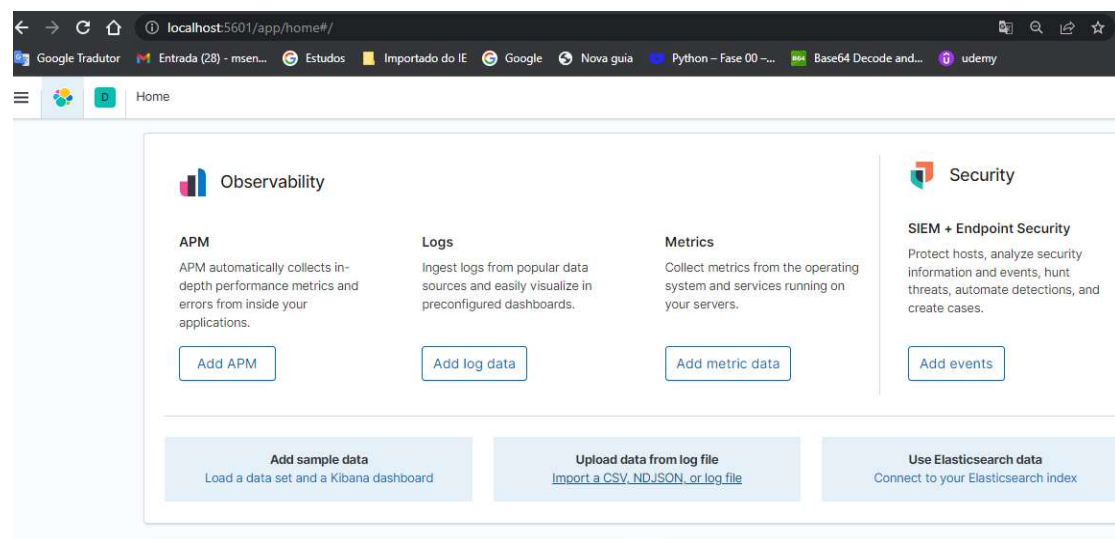 localhost:5601/app/home#/
Google Tradutor Entrada (28) - msen... Estudos Importado do IE Google Nova guia Python – Fase 00 –... B64 Base64 Decode and... udemy
D Home
Observability
Security
APM
Logs
Metrics
SIEM + Endpoint Security
APM automatically collects in-
depth performance metrics and
errors from inside your
applications.
Ingest logs from popular data
sources and easily visualize in
preconfigured dashboards.
Collect metrics from the operating
system and services running on
your servers.
Protect hosts, analyze security
information and events, hunt
threats, automate detections, and
create cases.
Add APM
Add log data
Add metric data
Add events
Add sample data
Load a data set and a Kibana dashboard
Upload data from log file
Import a CSV, NDJSON, or log file
Use Elasticsearch data
Connect to your Elasticsearch index